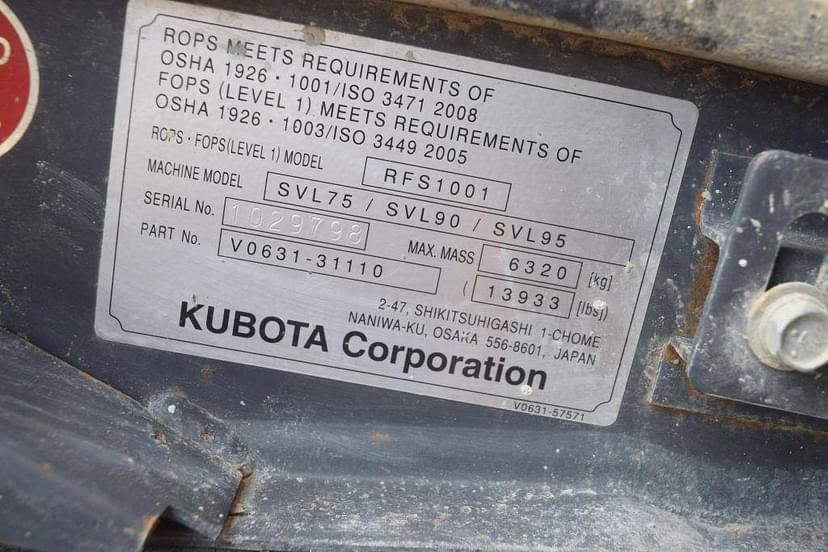 ROPS MEETS REQUIREMENTS OF
OSHA 1926 · 1001/ISO 3471 2008
FOPS (LEVEL 1) MEETS REQUIREMENTS OF
OSHA 1926 · 1003/ISO 3449 2005
ROPS · FOPS(LEVEL 1) MODEL RFS1001
MACHINE MODEL SVL75 / SVL90 / SVL95
SERIAL No. 1029798 MAX. MASS 6320 [kg]
PART No. V0631-31110 ( 13933 [lbs])
2-47, SHIKITSUHIGASHI 1-CHOME
NANIWA-KU, OSAKA 556-8601, JAPAN
KUBOTA Corporation
V0631-57571